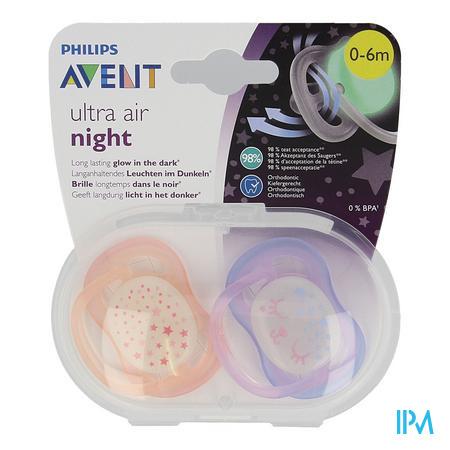 PHILIPS
AVENT
ultra air
night
Long lasting glow in the dark*
Langanhaltendes Leuchten im Dunkeln*
Brille longtemps dans le noir*
Geeft langdurig licht in het donker*
0-6m
98%
98 % teat acceptance**
98 % Akzeptanz des Saugers**
98 % d'acceptation de la tétine**
98 % speenacceptatie**
Orthodontic
Kiefergerecht
Orthodontique
Orthodontisch
0 % BPA¹
IPM